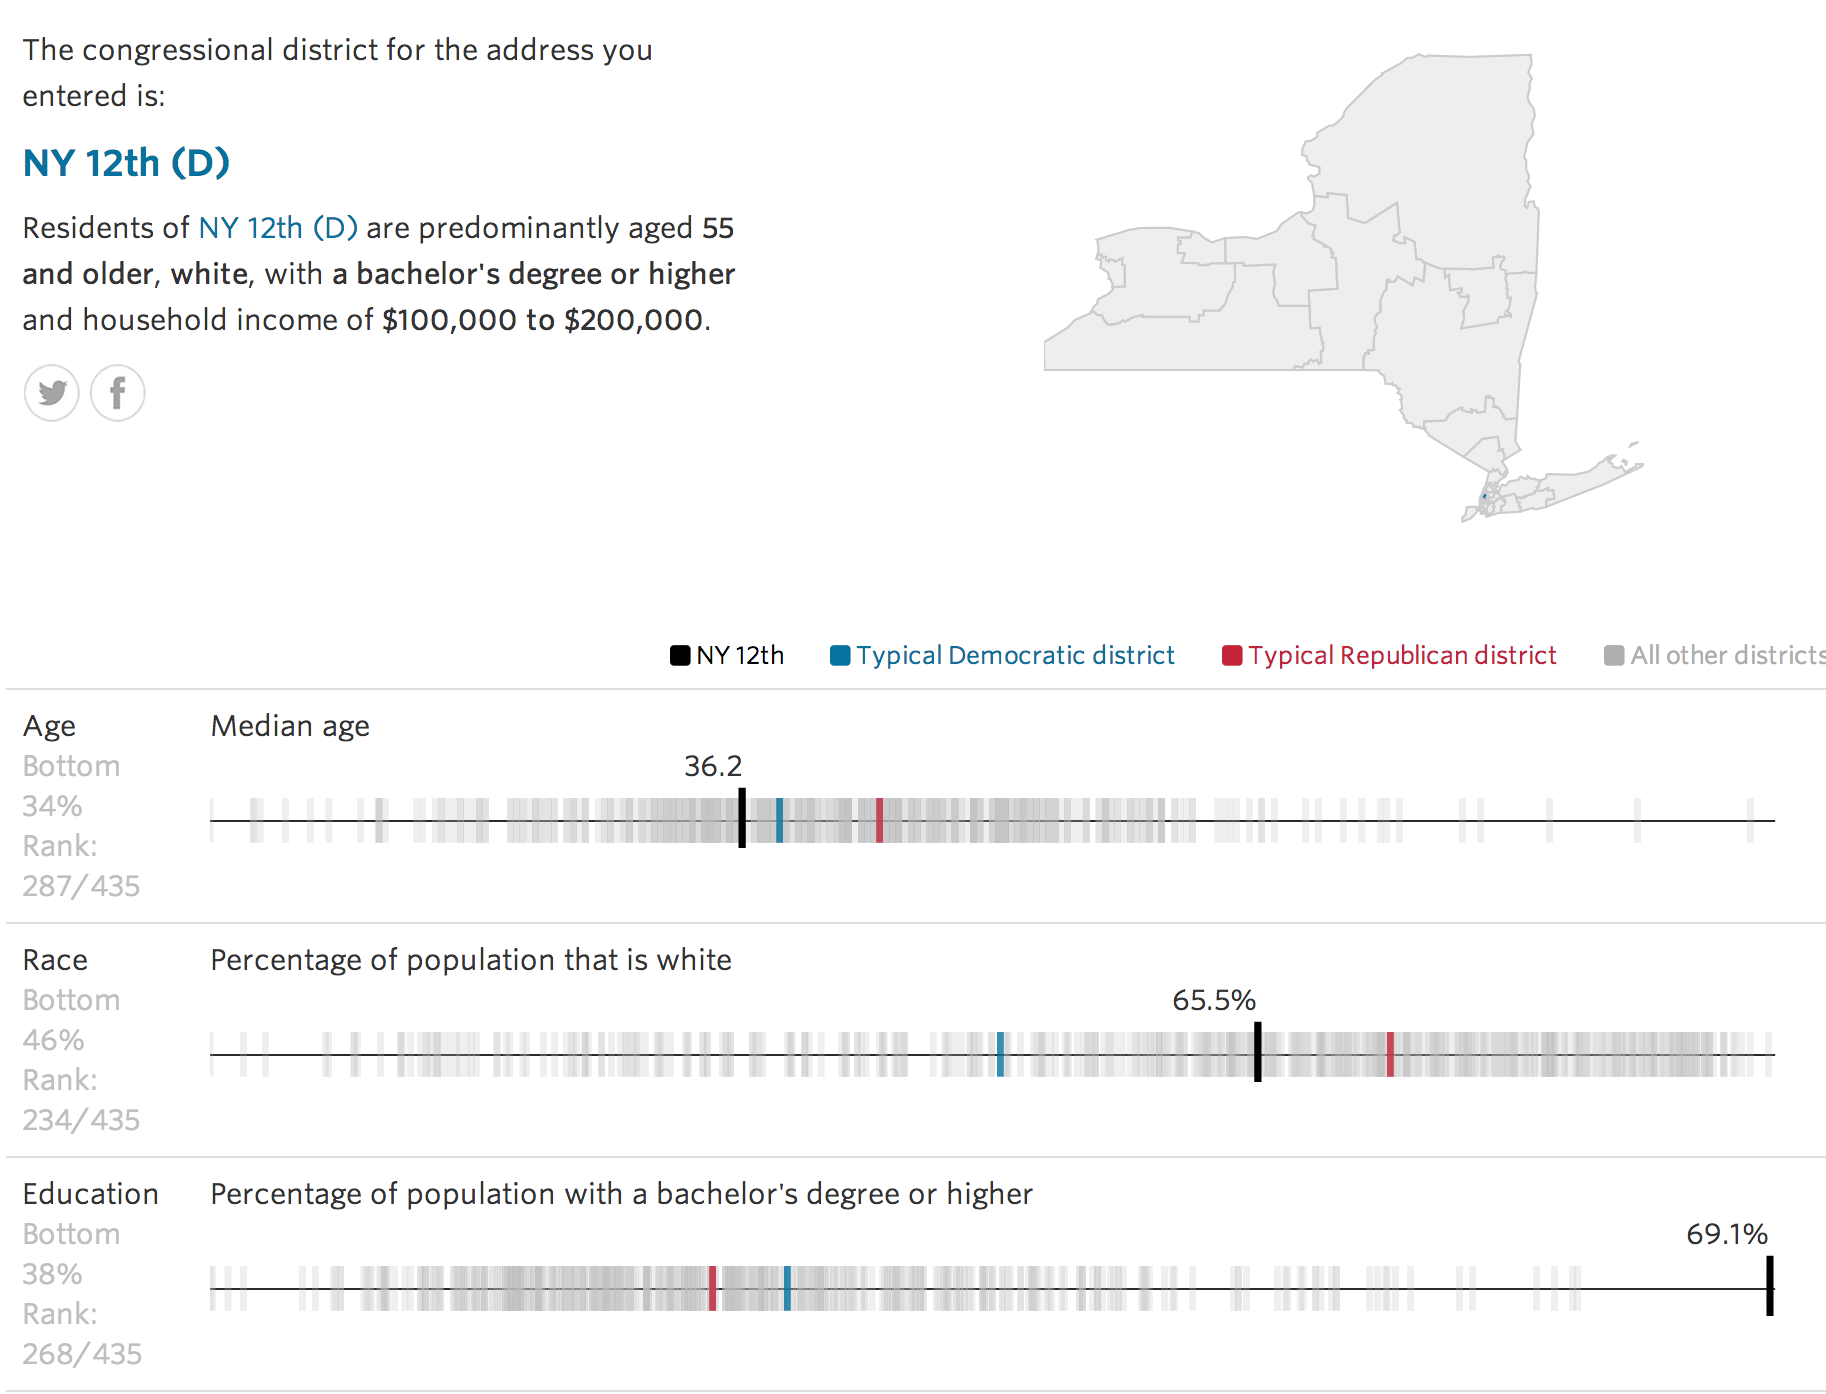 The congressional district for the address you
entered is:
NY 12th (D)
Residents of NY 12th (D) are predominantly aged 55
and older, white, with a bachelor's degree or higher
and household income of $100,000 to $200,000.
NY 12th
Typical Democratic district
Typical Republican district
All other districts
Age
Bottom
34%
Rank:
287/435
Median age
36.2
Race
Bottom
46%
Rank:
234/435
Percentage of population that is white
65.5%
Education
Bottom
38%
Rank:
268/435
Percentage of population with a bachelor's degree or higher
69.1%